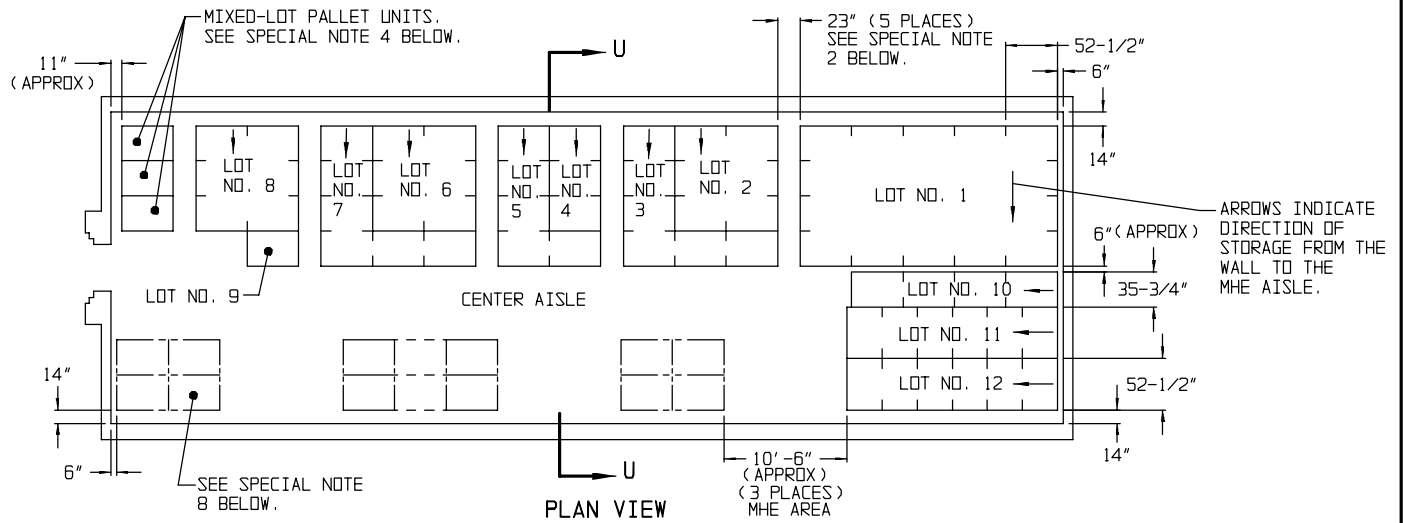 MIXED-LOT PALLET UNITS.
SEE SPECIAL NOTE 4 BELOW.
11"
(APPROX)
U
23" (5 PLACES)
SEE SPECIAL NOTE
2 BELOW.
52-1/2"
6"
14"
LOT
NO. 8
LOT
NO.
7
LOT
NO. 6
LOT
NO.
5
LOT
NO.
4
LOT
NO.
3
LOT
NO. 2
LOT NO. 1
ARROWS INDICATE
DIRECTION OF
STORAGE FROM THE
WALL TO THE
MHE AISLE.
6" (APPROX)
35-3/4"
LOT NO. 9
CENTER AISLE
LOT NO. 10
LOT NO. 11
LOT NO. 12
52-1/2"
14"
14"
6"
SEE SPECIAL NOTE
8 BELOW.
U
10'-6"
(APPROX)
(3 PLACES)
MHE AREA
PLAN VIEW